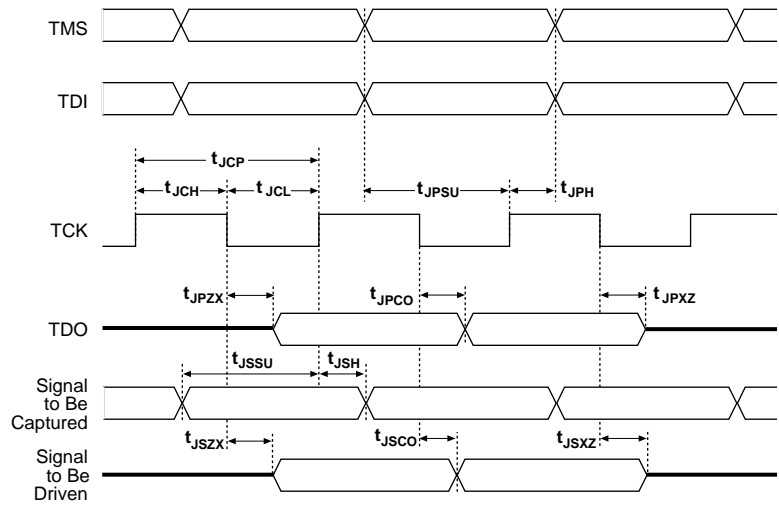 TMS
TDI
tJCP
tJCH
tJCL
tJPSU
tJPH
TCK
tJPZX
tJPCO
tJPXZ
TDO
tJSSU
tJSH
Signal
to Be
Captured
tJSZX
tJSCO
tJSXZ
Signal
to Be
Driven